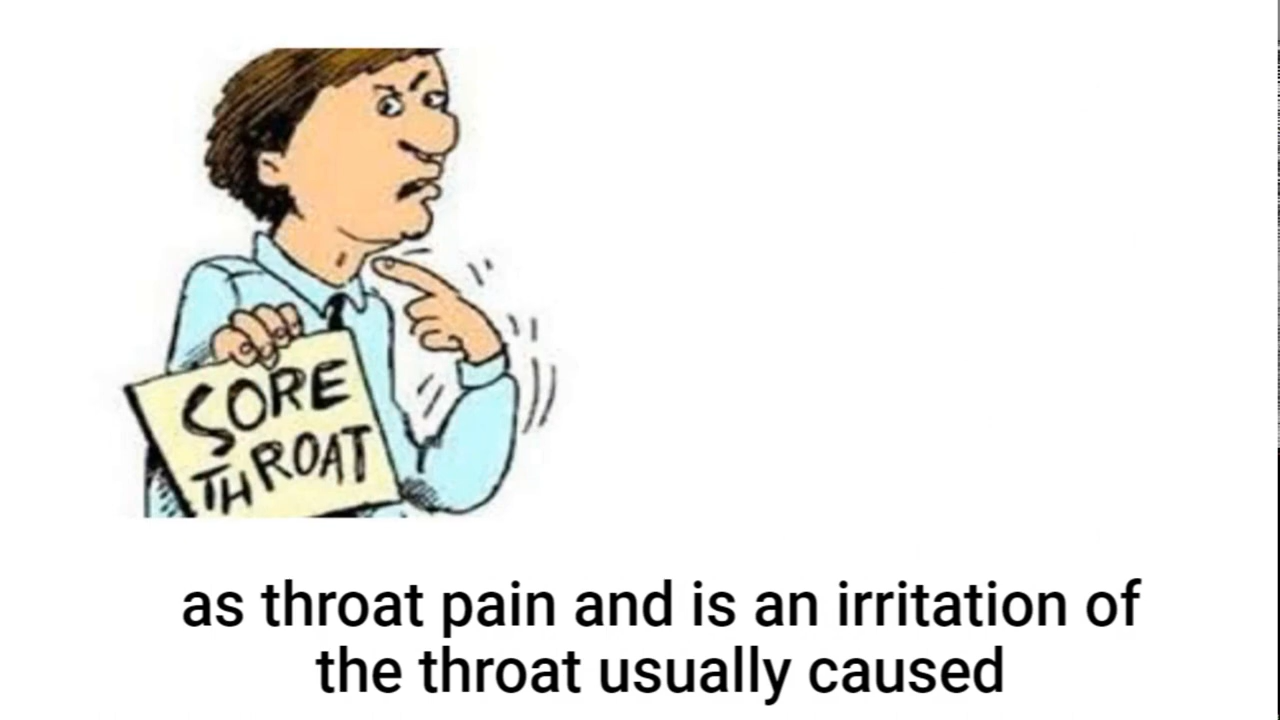 SORE
THROAT
as throat pain and is an irritation of
the throat usually caused